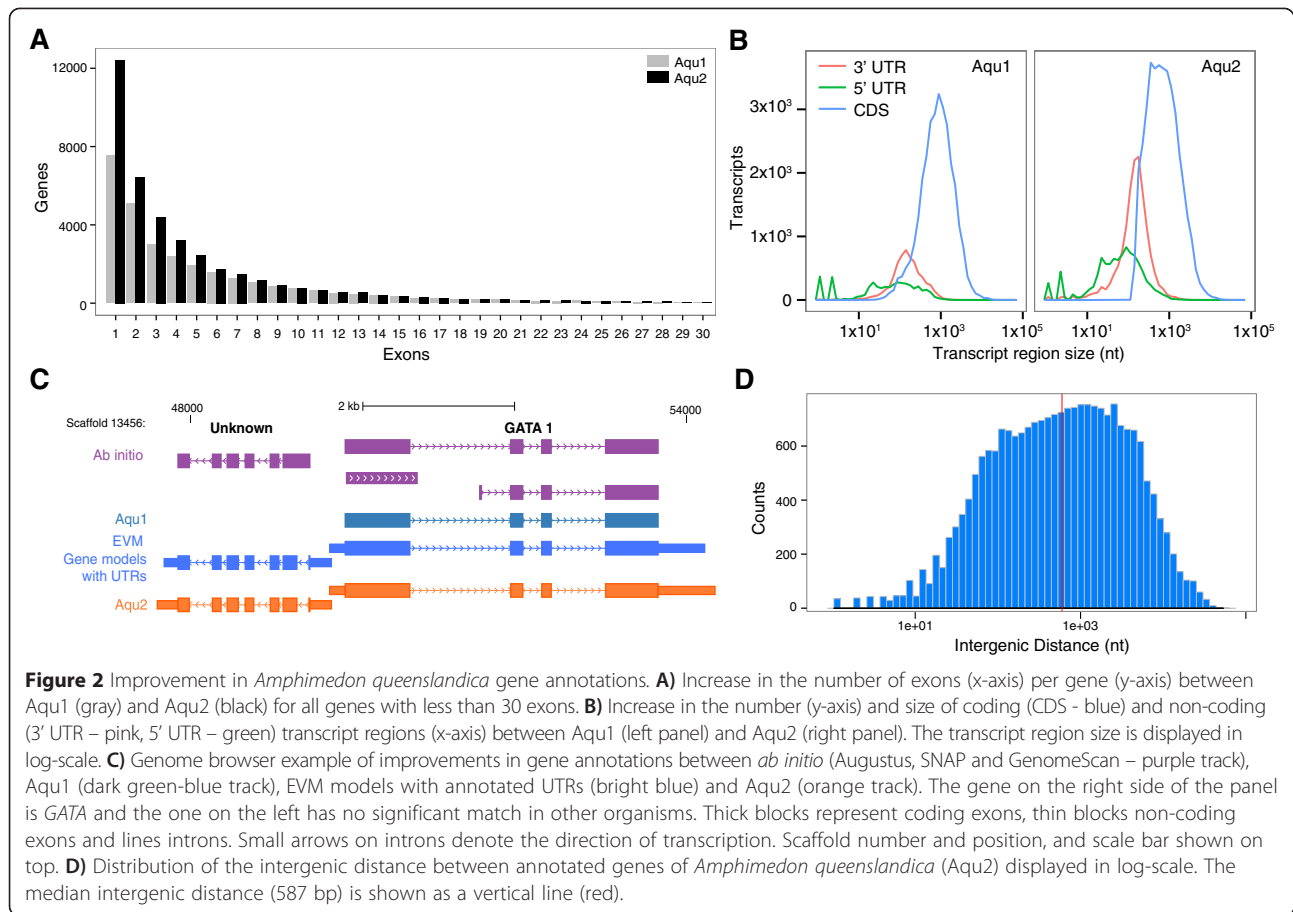 A
12000
8000
4000
0
Genes
Aqu1
Aqu2
1 2 3 4 5 6 7 8 9 10 11 12 13 14 15 16 17 18 19 20 21 22 23 24 25 26 27 28 29 30
Exons
B
3' UTR
5' UTR
CDS
Aqu1
Aqu2
3x10³
2x10³
1x10³
0
Transcripts
1x10¹ 1x10³ 1x10⁵
1x10¹ 1x10³ 1x10⁵
Transcript region size (nt)
C
Scaffold 13456:
48000
2 kb
54000
Unknown
GATA 1
Ab initio
Aqu1
EVM
Gene models
with UTRs
Aqu2
D
600
400
200
0
Counts
1e+01 1e+03
Intergenic Distance (nt)
Figure 2 Improvement in Amphimedon queenslandica gene annotations. A) Increase in the number of exons (x-axis) per gene (y-axis) between
Aqu1 (gray) and Aqu2 (black) for all genes with less than 30 exons. B) Increase in the number (y-axis) and size of coding (CDS - blue) and non-coding
(3' UTR – pink, 5' UTR – green) transcript regions (x-axis) between Aqu1 (left panel) and Aqu2 (right panel). The transcript region size is displayed in
log-scale. C) Genome browser example of improvements in gene annotations between ab initio (Augustus, SNAP and GenomeScan – purple track),
Aqu1 (dark green-blue track), EVM models with annotated UTRs (bright blue) and Aqu2 (orange track). The gene on the right side of the panel
is GATA and the one on the left has no significant match in other organisms. Thick blocks represent coding exons, thin blocks non-coding
exons and lines introns. Small arrows on introns denote the direction of transcription. Scaffold number and position, and scale bar shown on
top. D) Distribution of the intergenic distance between annotated genes of Amphimedon queenslandica (Aqu2) displayed in log-scale. The
median intergenic distance (587 bp) is shown as a vertical line (red).